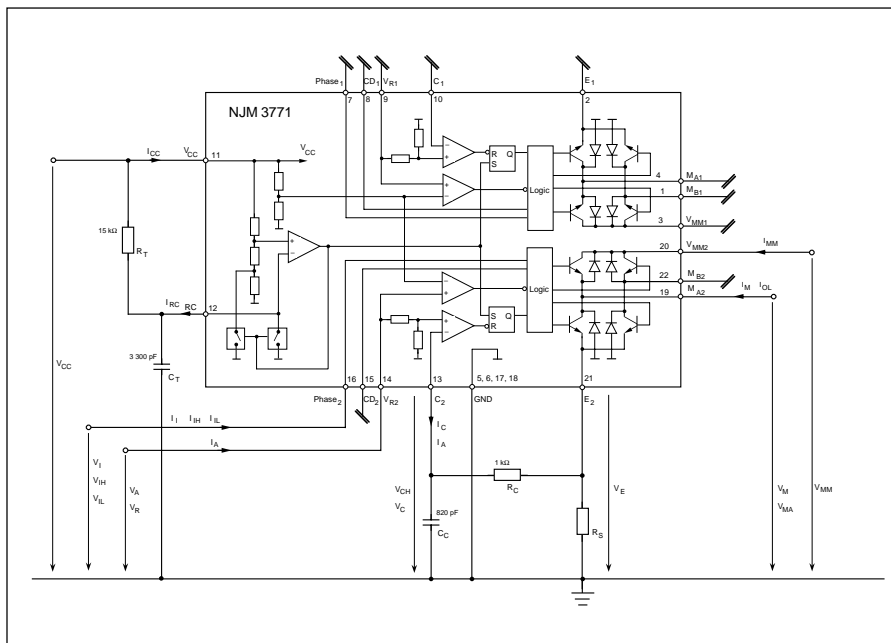 Phase1 CD1 VR1 C1 E1
7 8 9 10 2
NJM 3771
ICC VCC 11 VCC
R Q
S
Logic
4 MA1
1 MB1
3 VMM1
15 kΩ
RT
20 VMM2 IMM
22 MB2
19 MA2 IM IOL
Logic
S Q
R
IRC RC 12
VCC
3 300 pF
CT
16 15 14 13 5, 6, 17, 18 21
Phase2 CD2 VR2 C2 GND E2
II IIH IIL
IA
IC
IA
1 kΩ
RC
VI
VIH
VIL
VA
VR
VCH
VC
820 pF
CC
VE
RS
VM
VMA
VMM